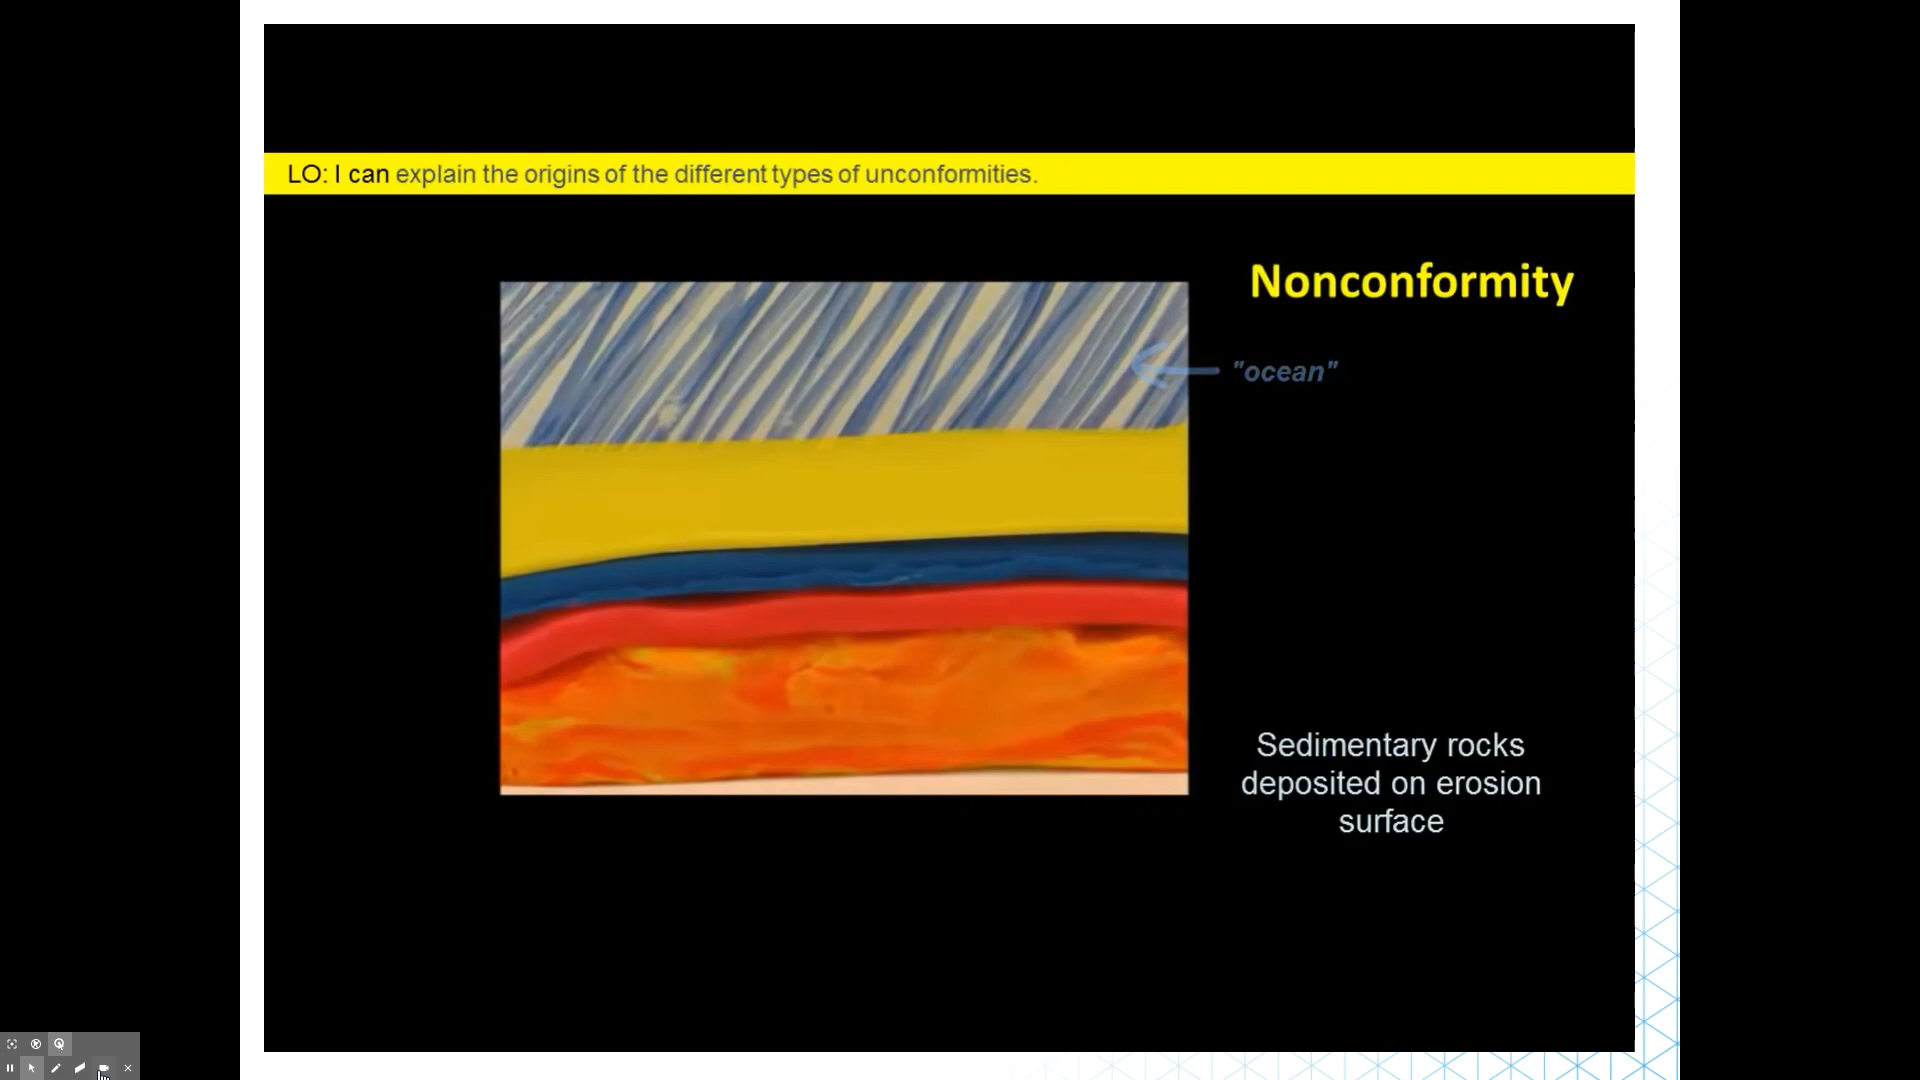 LO: I can explain the origins of the different types of unconformities.
Nonconformity
"ocean"
Sedimentary rocks
deposited on erosion
surface